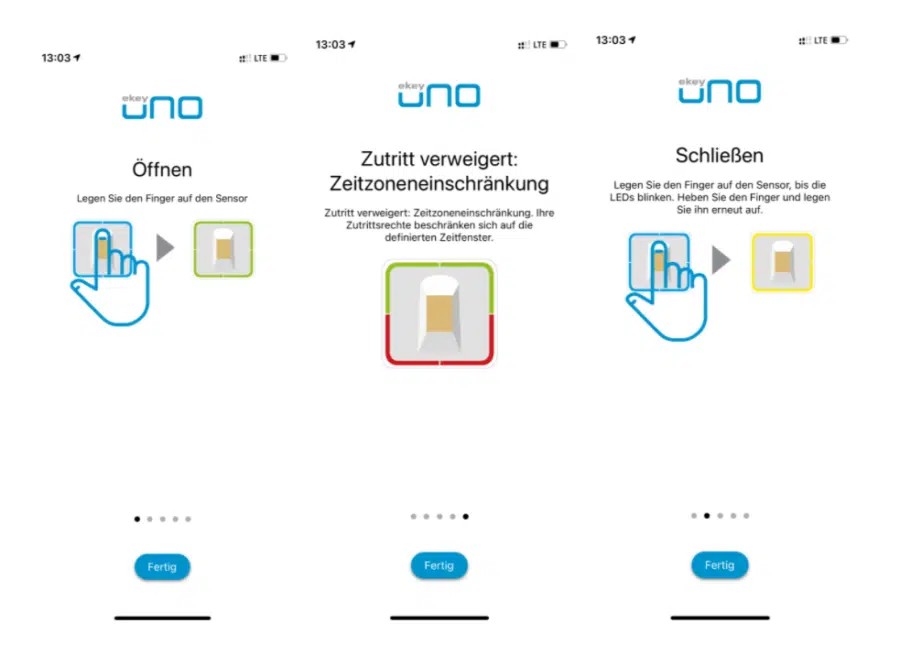 13:03
LTE
ekey
uno
Öffnen
Legen Sie den Finger auf den Sensor
Fertig
13:03
LTE
ekey
uno
Zutritt verweigert:
Zeitzoneneinschränkung
Zutritt verweigert: Zeitzoneneinschränkung. Ihre
Zutrittsrechte beschränken sich auf die
definierten Zeitfenster.
Fertig
13:03
LTE
ekey
uno
Schließen
Legen Sie den Finger auf den Sensor, bis die
LEDs blinken. Heben Sie den Finger und legen
Sie ihn erneut auf.
Fertig